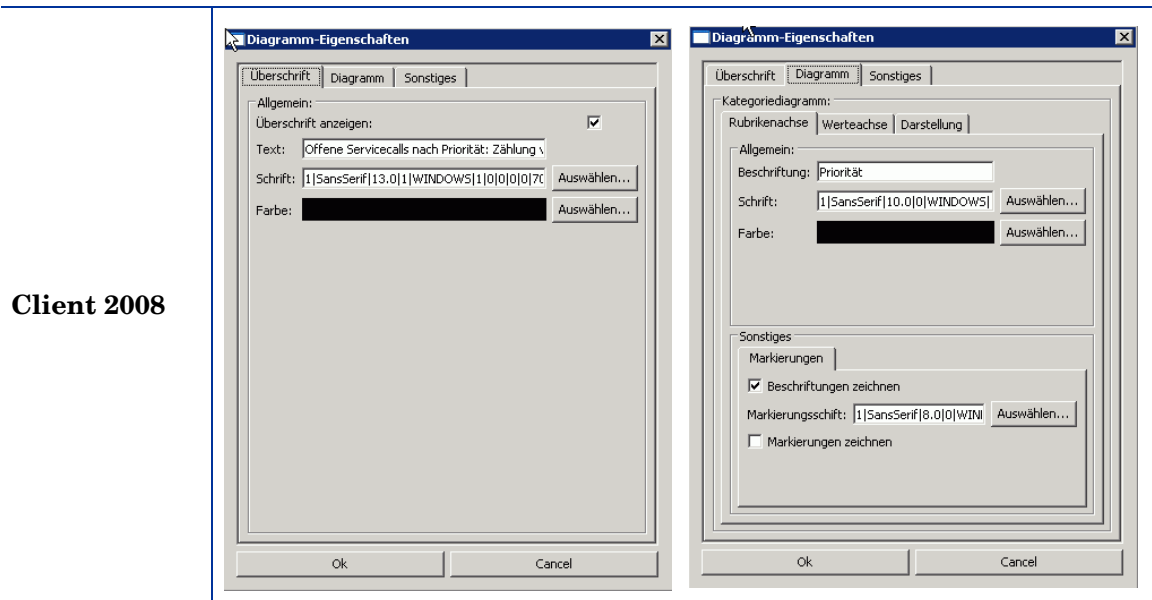 Client 2008
Diagramm-Eigenschaften
Überschrift Diagramm Sonstiges
Allgemein:
Überschrift anzeigen:
Text: Offene Servicecalls nach Priorität: Zählung v
Schrift: 1|SansSerif|13.0|1|WINDOWS|1|0|0|0|0|70 Auswählen...
Farbe: Auswählen...
Ok Cancel
Diagramm-Eigenschaften
Überschrift Diagramm Sonstiges
Kategoriediagramm:
Rubrikenachse Werteachse Darstellung
Allgemein:
Beschriftung: Priorität
Schrift: 1|SansSerif|10.0|0|WINDOWS| Auswählen...
Farbe: Auswählen...
Sonstiges
Markierungen
Beschriftungen zeichnen
Markierungsschift: 1|SansSerif|8.0|0|WINI Auswählen...
Markierungen zeichnen
Ok Cancel